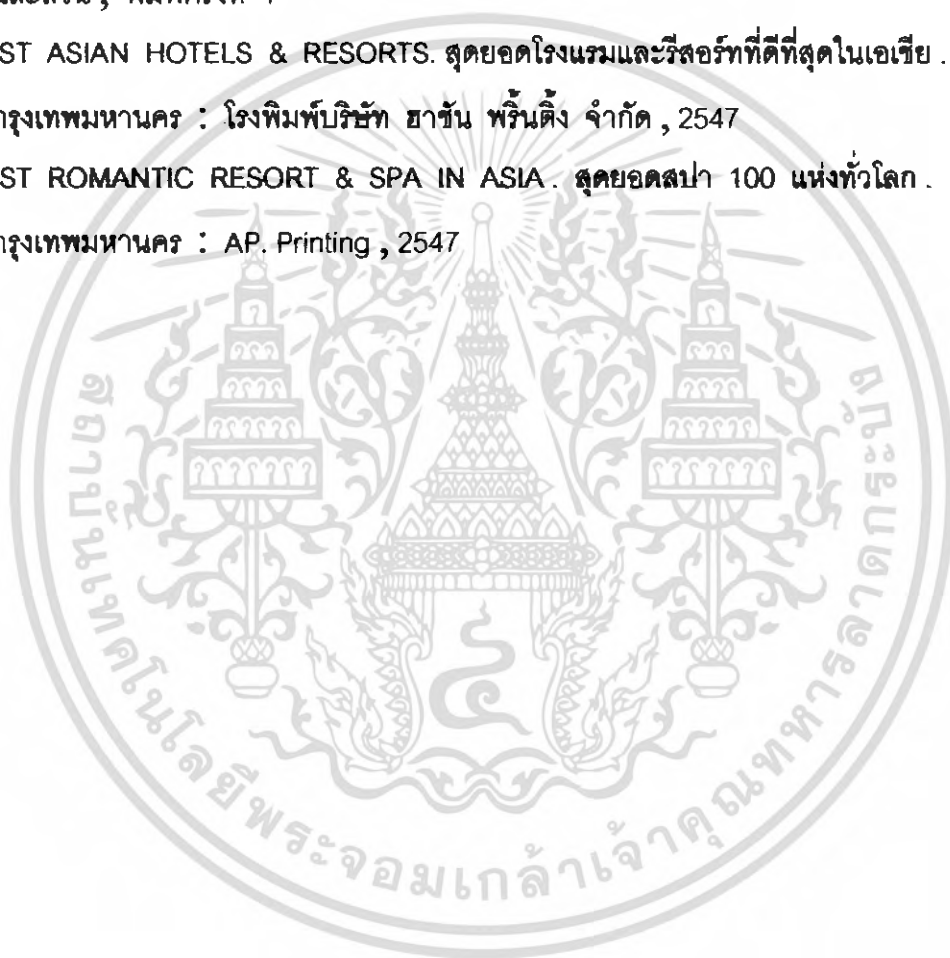 ST ASIAN HOTELS & RESORTS. สุดยอดโรงแรมและรีสอร์ทที่ดีที่สุดในเอเชีย .
กรุงเทพมหานคร : โรงพิมพ์บริษัท ฮาซัน พริ้นติ้ง จำกัด , 2547
ST ROMANTIC RESORT & SPA IN ASIA . สุดยอดสปา 100 แห่งทั่วโลก .
กรุงเทพมหานคร : AP. Printing , 2547
สถาบันเทคโนโลยีพระจอมเกล้าเจ้าคุณทหารลาดกระบัง